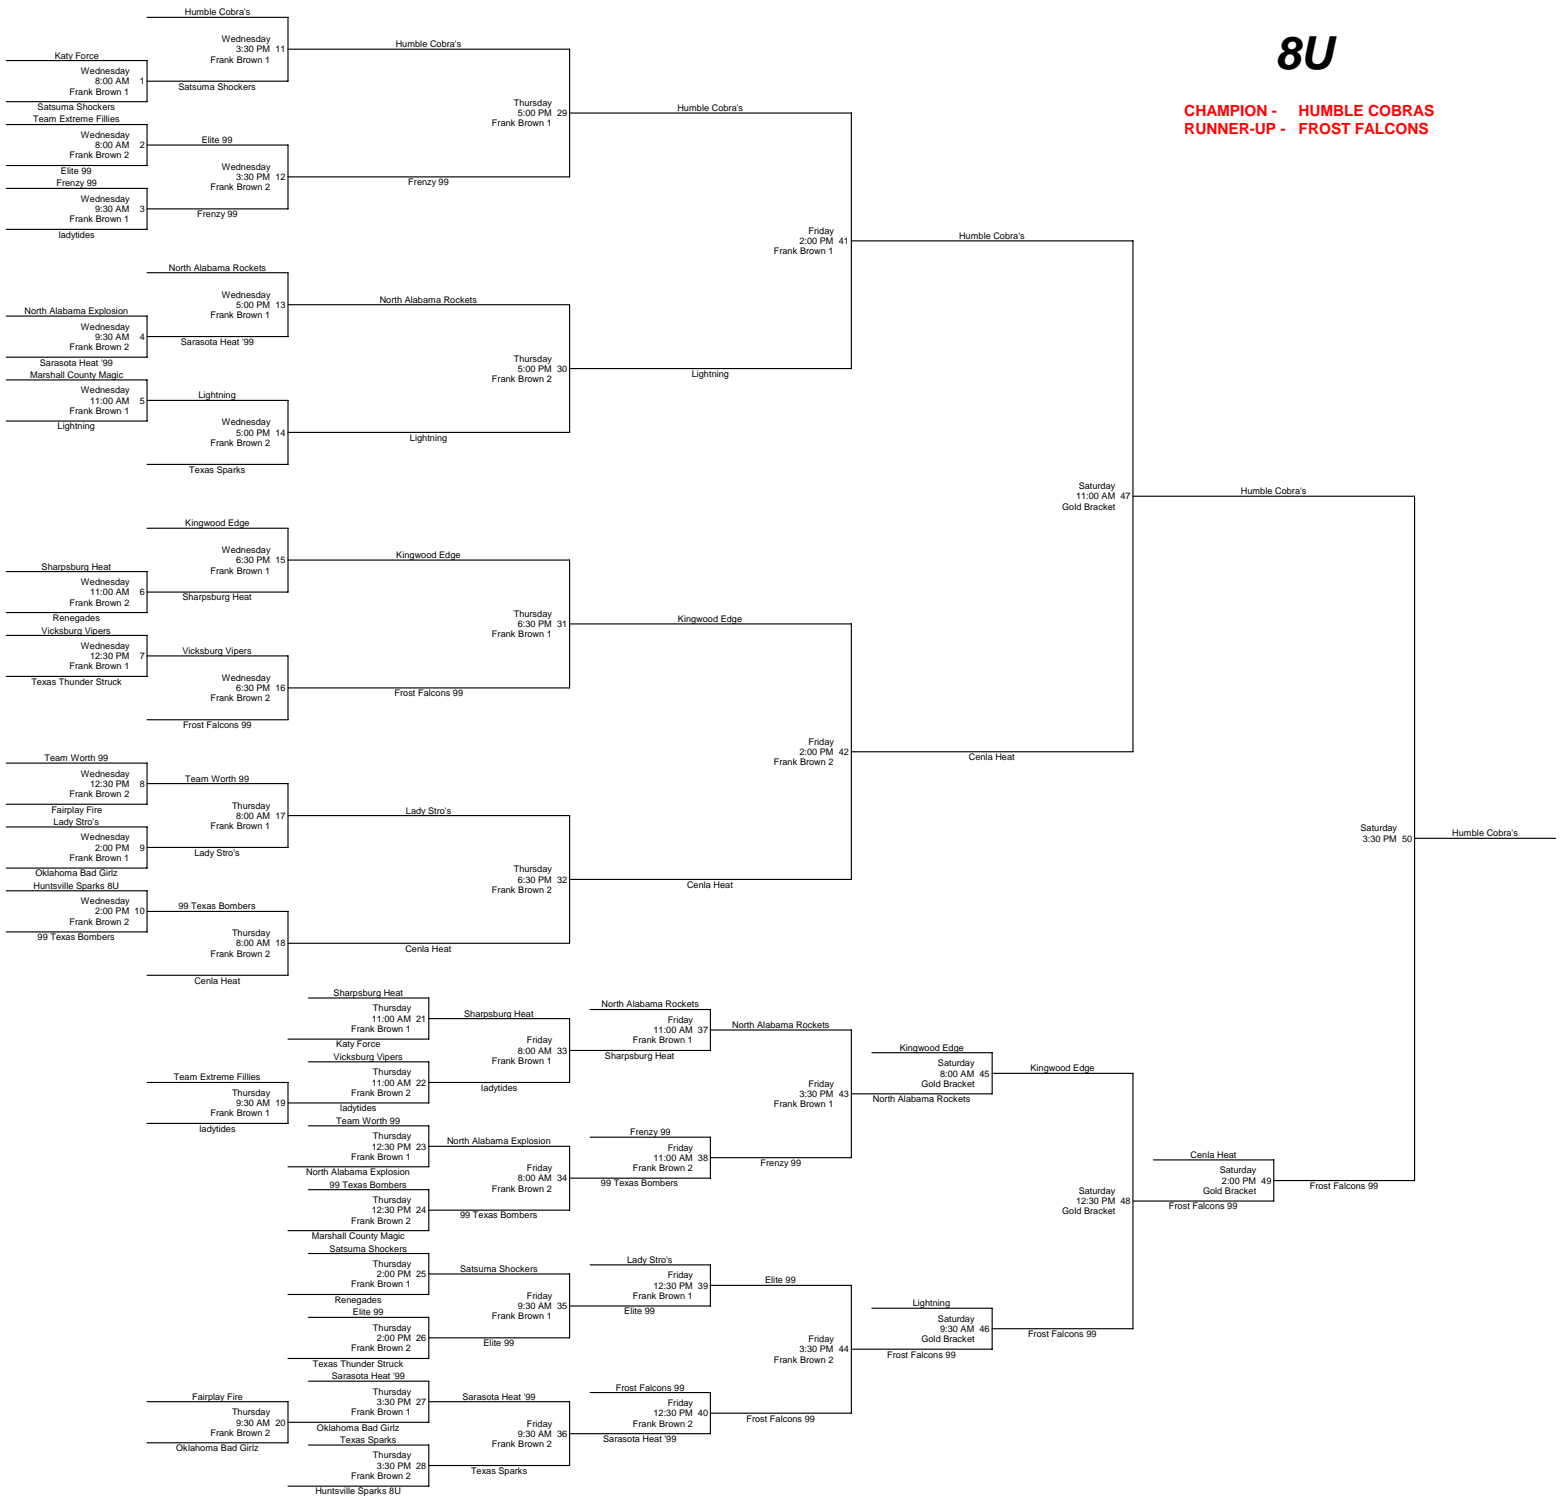 8U
CHAMPION - HUMBLE COBRAS
RUNNER-UP - FROST FALCONS
Humble Cobra's
Wednesday
3:30 PM 11
Frank Brown 1
Humble Cobra's
Katy Force
Wednesday
8:00 AM 1
Frank Brown 1
Satsuma Shockers
Satsuma Shockers
Team Extreme Fillies
Wednesday
8:00 AM 2
Frank Brown 2
Elite 99
Elite 99
Wednesday
3:30 PM 12
Frank Brown 2
Frenzy 99
Frenzy 99
Wednesday
9:30 AM 3
Frank Brown 1
Frenzy 99
ladytides
Thursday
5:00 PM 29
Frank Brown 1
Humble Cobra's
North Alabama Rockets
Wednesday
5:00 PM 13
Frank Brown 1
North Alabama Rockets
North Alabama Explosion
Wednesday
9:30 AM 4
Frank Brown 2
Sarasota Heat '99
Sarasota Heat '99
Marshall County Magic
Wednesday
11:00 AM 5
Frank Brown 1
Lightning
Lightning
Wednesday
5:00 PM 14
Frank Brown 2
Lightning
Texas Sparks
Thursday
5:00 PM 30
Frank Brown 2
Lightning
Friday
2:00 PM 41
Frank Brown 1
Humble Cobra's
Kingwood Edge
Wednesday
6:30 PM 15
Frank Brown 1
Kingwood Edge
Sharpsburg Heat
Wednesday
11:00 AM 6
Frank Brown 2
Sharpsburg Heat
Renegades
Vicksburg Vipers
Wednesday
12:30 PM 7
Frank Brown 1
Vicksburg Vipers
Texas Thunder Struck
Wednesday
6:30 PM 16
Frank Brown 2
Frost Falcons 99
Frost Falcons 99
Thursday
6:30 PM 31
Frank Brown 1
Kingwood Edge
Team Worth 99
Wednesday
12:30 PM 8
Frank Brown 2
Team Worth 99
Fairplay Fire
Thursday
8:00 AM 17
Frank Brown 1
Lady Stro's
Lady Stro's
Wednesday
2:00 PM 9
Frank Brown 1
Lady Stro's
Oklahoma Bad Girlz
Huntsville Sparks 8U
Wednesday
2:00 PM 10
Frank Brown 2
99 Texas Bombers
99 Texas Bombers
Thursday
8:00 AM 18
Frank Brown 2
Cenla Heat
Cenla Heat
Thursday
6:30 PM 32
Frank Brown 2
Cenla Heat
Friday
2:00 PM 42
Frank Brown 2
Cenla Heat
Saturday
11:00 AM 47
Gold Bracket
Humble Cobra's
Saturday
3:30 PM 50
Humble Cobra's
Sharpsburg Heat
Thursday
11:00 AM 21
Frank Brown 1
Katy Force
Sharpsburg Heat
Friday
8:00 AM 33
Frank Brown 1
Vicksburg Vipers
Thursday
11:00 AM 22
Frank Brown 2
ladytides
ladytides
Team Extreme Fillies
Thursday
9:30 AM 19
Frank Brown 1
ladytides
North Alabama Rockets
Friday
11:00 AM 37
Frank Brown 1
Sharpsburg Heat
North Alabama Rockets
Team Worth 99
Thursday
12:30 PM 23
Frank Brown 1
North Alabama Explosion
North Alabama Explosion
Friday
8:00 AM 34
Frank Brown 2
99 Texas Bombers
Thursday
12:30 PM 24
Frank Brown 2
99 Texas Bombers
Marshall County Magic
Frenzy 99
Friday
11:00 AM 38
Frank Brown 2
99 Texas Bombers
Frenzy 99
Friday
3:30 PM 43
Frank Brown 1
Kingwood Edge
Saturday
8:00 AM 45
Gold Bracket
North Alabama Rockets
Kingwood Edge
Satsuma Shockers
Thursday
2:00 PM 25
Frank Brown 1
Renegades
Satsuma Shockers
Friday
9:30 AM 35
Frank Brown 1
Elite 99
Thursday
2:00 PM 26
Frank Brown 2
Elite 99
Texas Thunder Struck
Lady Stro's
Friday
12:30 PM 39
Frank Brown 1
Elite 99
Elite 99
Sarasota Heat '99
Thursday
3:30 PM 27
Frank Brown 1
Oklahoma Bad Girlz
Sarasota Heat '99
Fairplay Fire
Thursday
9:30 AM 20
Frank Brown 2
Oklahoma Bad Girlz
Friday
9:30 AM 36
Frank Brown 2
Texas Sparks
Thursday
3:30 PM 28
Frank Brown 2
Texas Sparks
Huntsville Sparks 8U
Frost Falcons 99
Friday
12:30 PM 40
Frank Brown 2
Sarasota Heat '99
Frost Falcons 99
Friday
3:30 PM 44
Frank Brown 2
Lightning
Saturday
9:30 AM 46
Gold Bracket
Frost Falcons 99
Frost Falcons 99
Saturday
12:30 PM 48
Gold Bracket
Cenla Heat
Saturday
2:00 PM 49
Gold Bracket
Frost Falcons 99
Frost Falcons 99